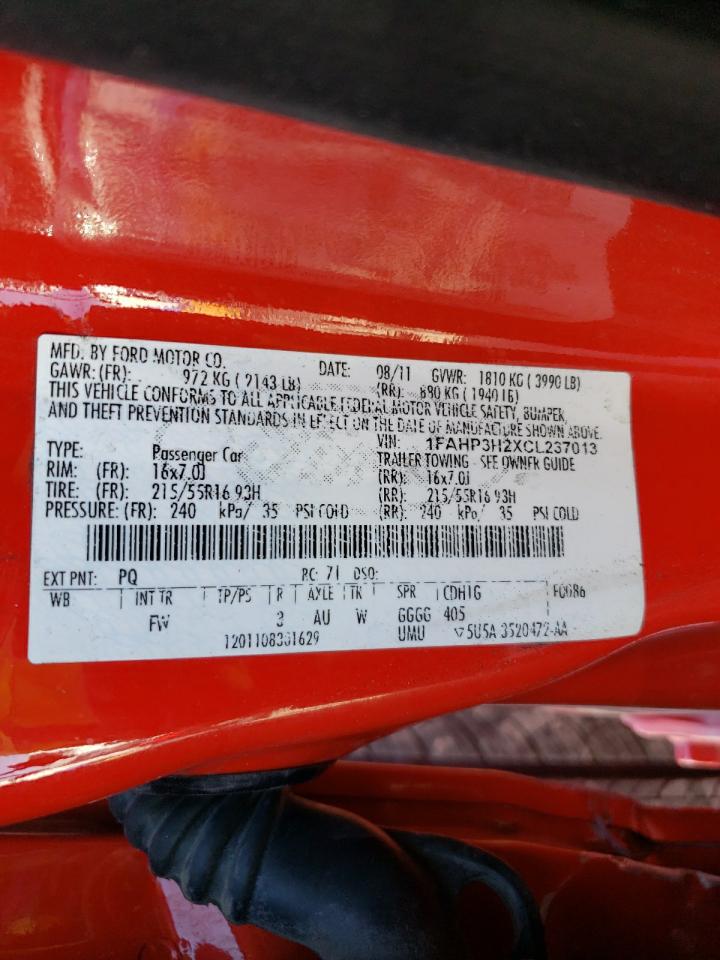 MFD. BY FORD MOTOR CO. DATE: 08/11 GVWR: 1810 KG (3990 LB)
GAWR: (FR): 972 KG (2143 LB) (RR): 880 KG (1940 LB)
THIS VEHICLE CONFORMS TO ALL APPLICABLE FEDERAL MOTOR VEHICLE SAFETY, BUMPER,
AND THEFT PREVENTION STANDARDS IN EFFECT ON THE DATE OF MANUFACTURE SHOWN ABOVE.
VIN: 1FAHP3H2XCL237013
TYPE: Passenger Car TRAILER TOWING - SEE OWNER GUIDE
RIM: (FR): 16x7.0J (RR): 16x7.0J
TIRE: (FR): 215/55R16 93H (RR): 215/55R16 93H
PRESSURE: (FR): 240 kPa/ 35 PSI COLD (RR): 240 kPa/ 35 PSI COLD
EXT PNT: PQ RC: 71 DSO:
WB INT TR TP/PS R AXLE TR SPR CDH1G F0086
FW 3 AU W GGGG 405
1201108301629 UMU 5U5A-3520472-AA